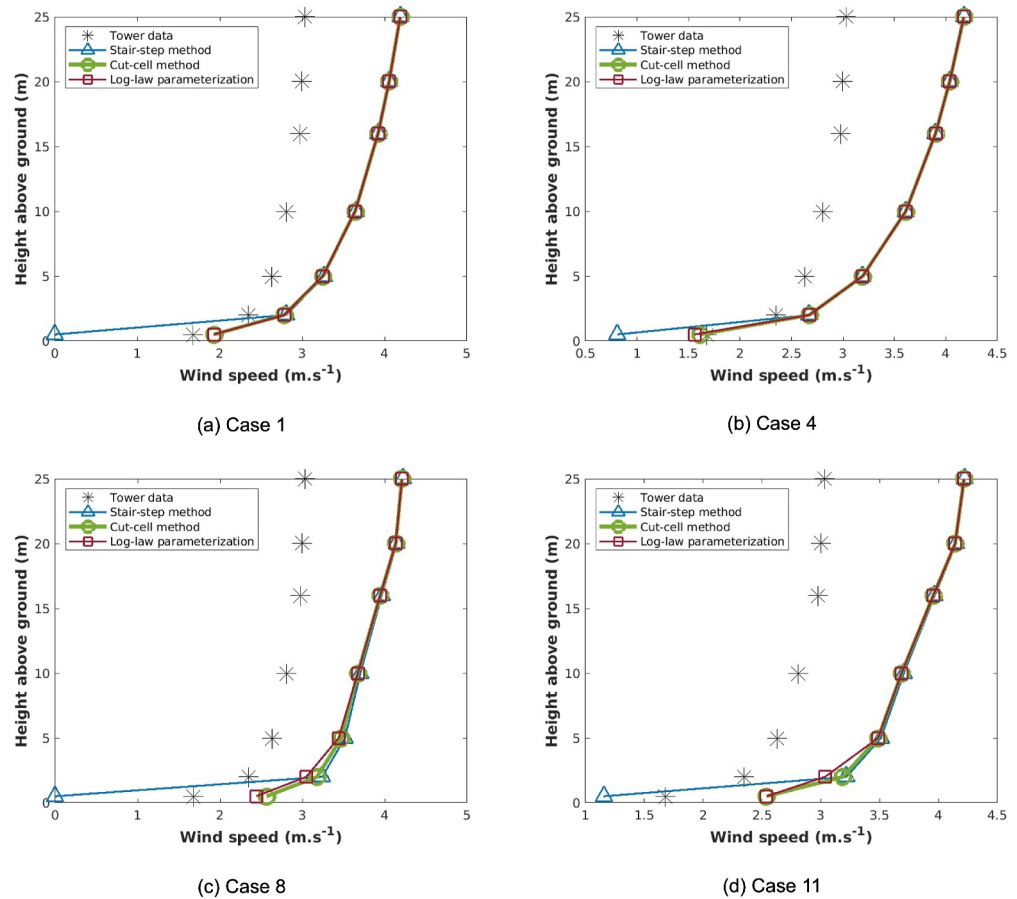 25
20
15
10
5
0
Height above ground (m)
Tower data
Stair-step method
Cut-cell method
Log-law parameterization
0 1 2 3 4 5
Wind speed (m.s-1)
(a) Case 1
25
20
15
10
5
0
Height above ground (m)
Tower data
Stair-step method
Cut-cell method
Log-law parameterization
0.5 1 1.5 2 2.5 3 3.5 4 4.5
Wind speed (m.s-1)
(b) Case 4
25
20
15
10
5
0
Height above ground (m)
Tower data
Stair-step method
Cut-cell method
Log-law parameterization
0 1 2 3 4 5
Wind speed (m.s-1)
(c) Case 8
25
20
15
10
5
0
Height above ground (m)
Tower data
Stair-step method
Cut-cell method
Log-law parameterization
1 1.5 2 2.5 3 3.5 4 4.5
Wind speed (m.s-1)
(d) Case 11